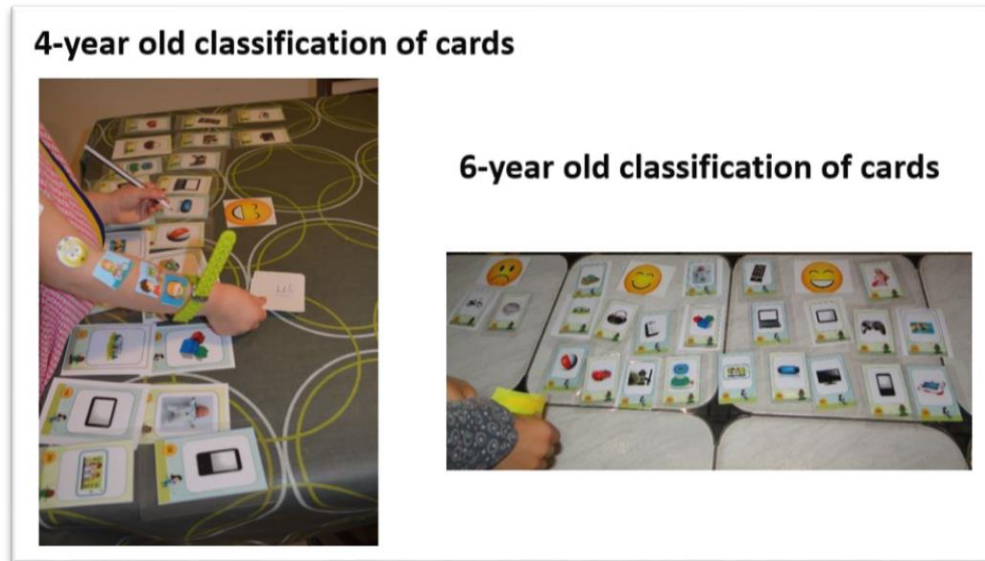 4-year old classification of cards
6-year old classification of cards